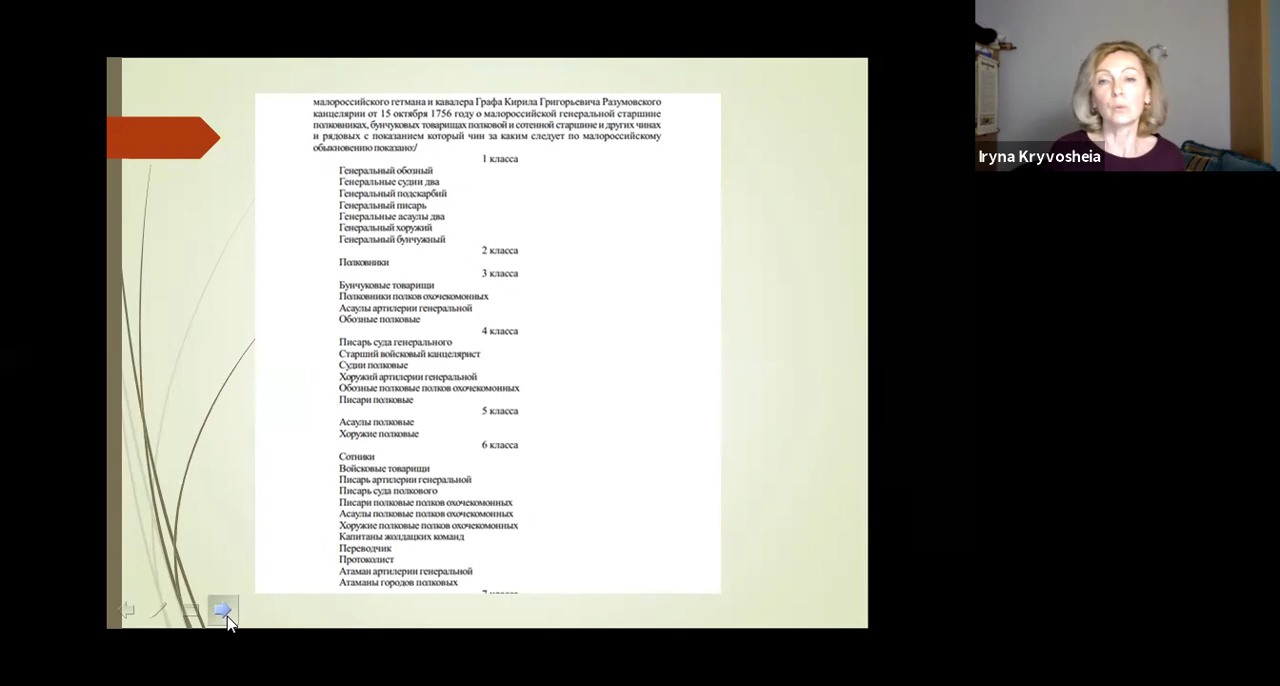 малороссийского гетмана и кавалера Графа Кирила Григорьевича Разумовского
канцелярии от 15 октября 1756 году о малороссийской генеральной старшине
полковниках, бунчуковых товарищах полковой и сотенной старшине и других чинах
и рядовых с показанием который чин за каким следует по малороссийскому
обыкновению показано:/
1 класса
Генеральный обозный
Генеральные судии два
Генеральный подскарбий
Генеральный писарь
Генеральные асаулы два
Генеральный хоружий
Генеральный бунчужный
2 класса
Полковники
3 класса
Бунчуковые товарищи
Полковники полков охочекомонных
Асаулы артилерии генеральной
Обозные полковые
4 класса
Писарь суда генерального
Старший войсковый канцелярист
Судии полковые
Хоружий артилерии генеральной
Обозные полковые полков охочекомонных
Писари полковые
5 класса
Асаулы полковые
Хоружие полковые
6 класса
Сотники
Войсковые товарищи
Писарь артилерии генеральной
Писарь суда полкового
Писари полковые полков охочекомонных
Асаулы полковые полков охочекомонных
Хоружие полковые полков охочекомонных
Капитаны жолдацких команд
Переводчик
Протоколист
Атаман артилерии генеральной
Атаманы городов полковых
7 класса
Iryna Kryvosheia